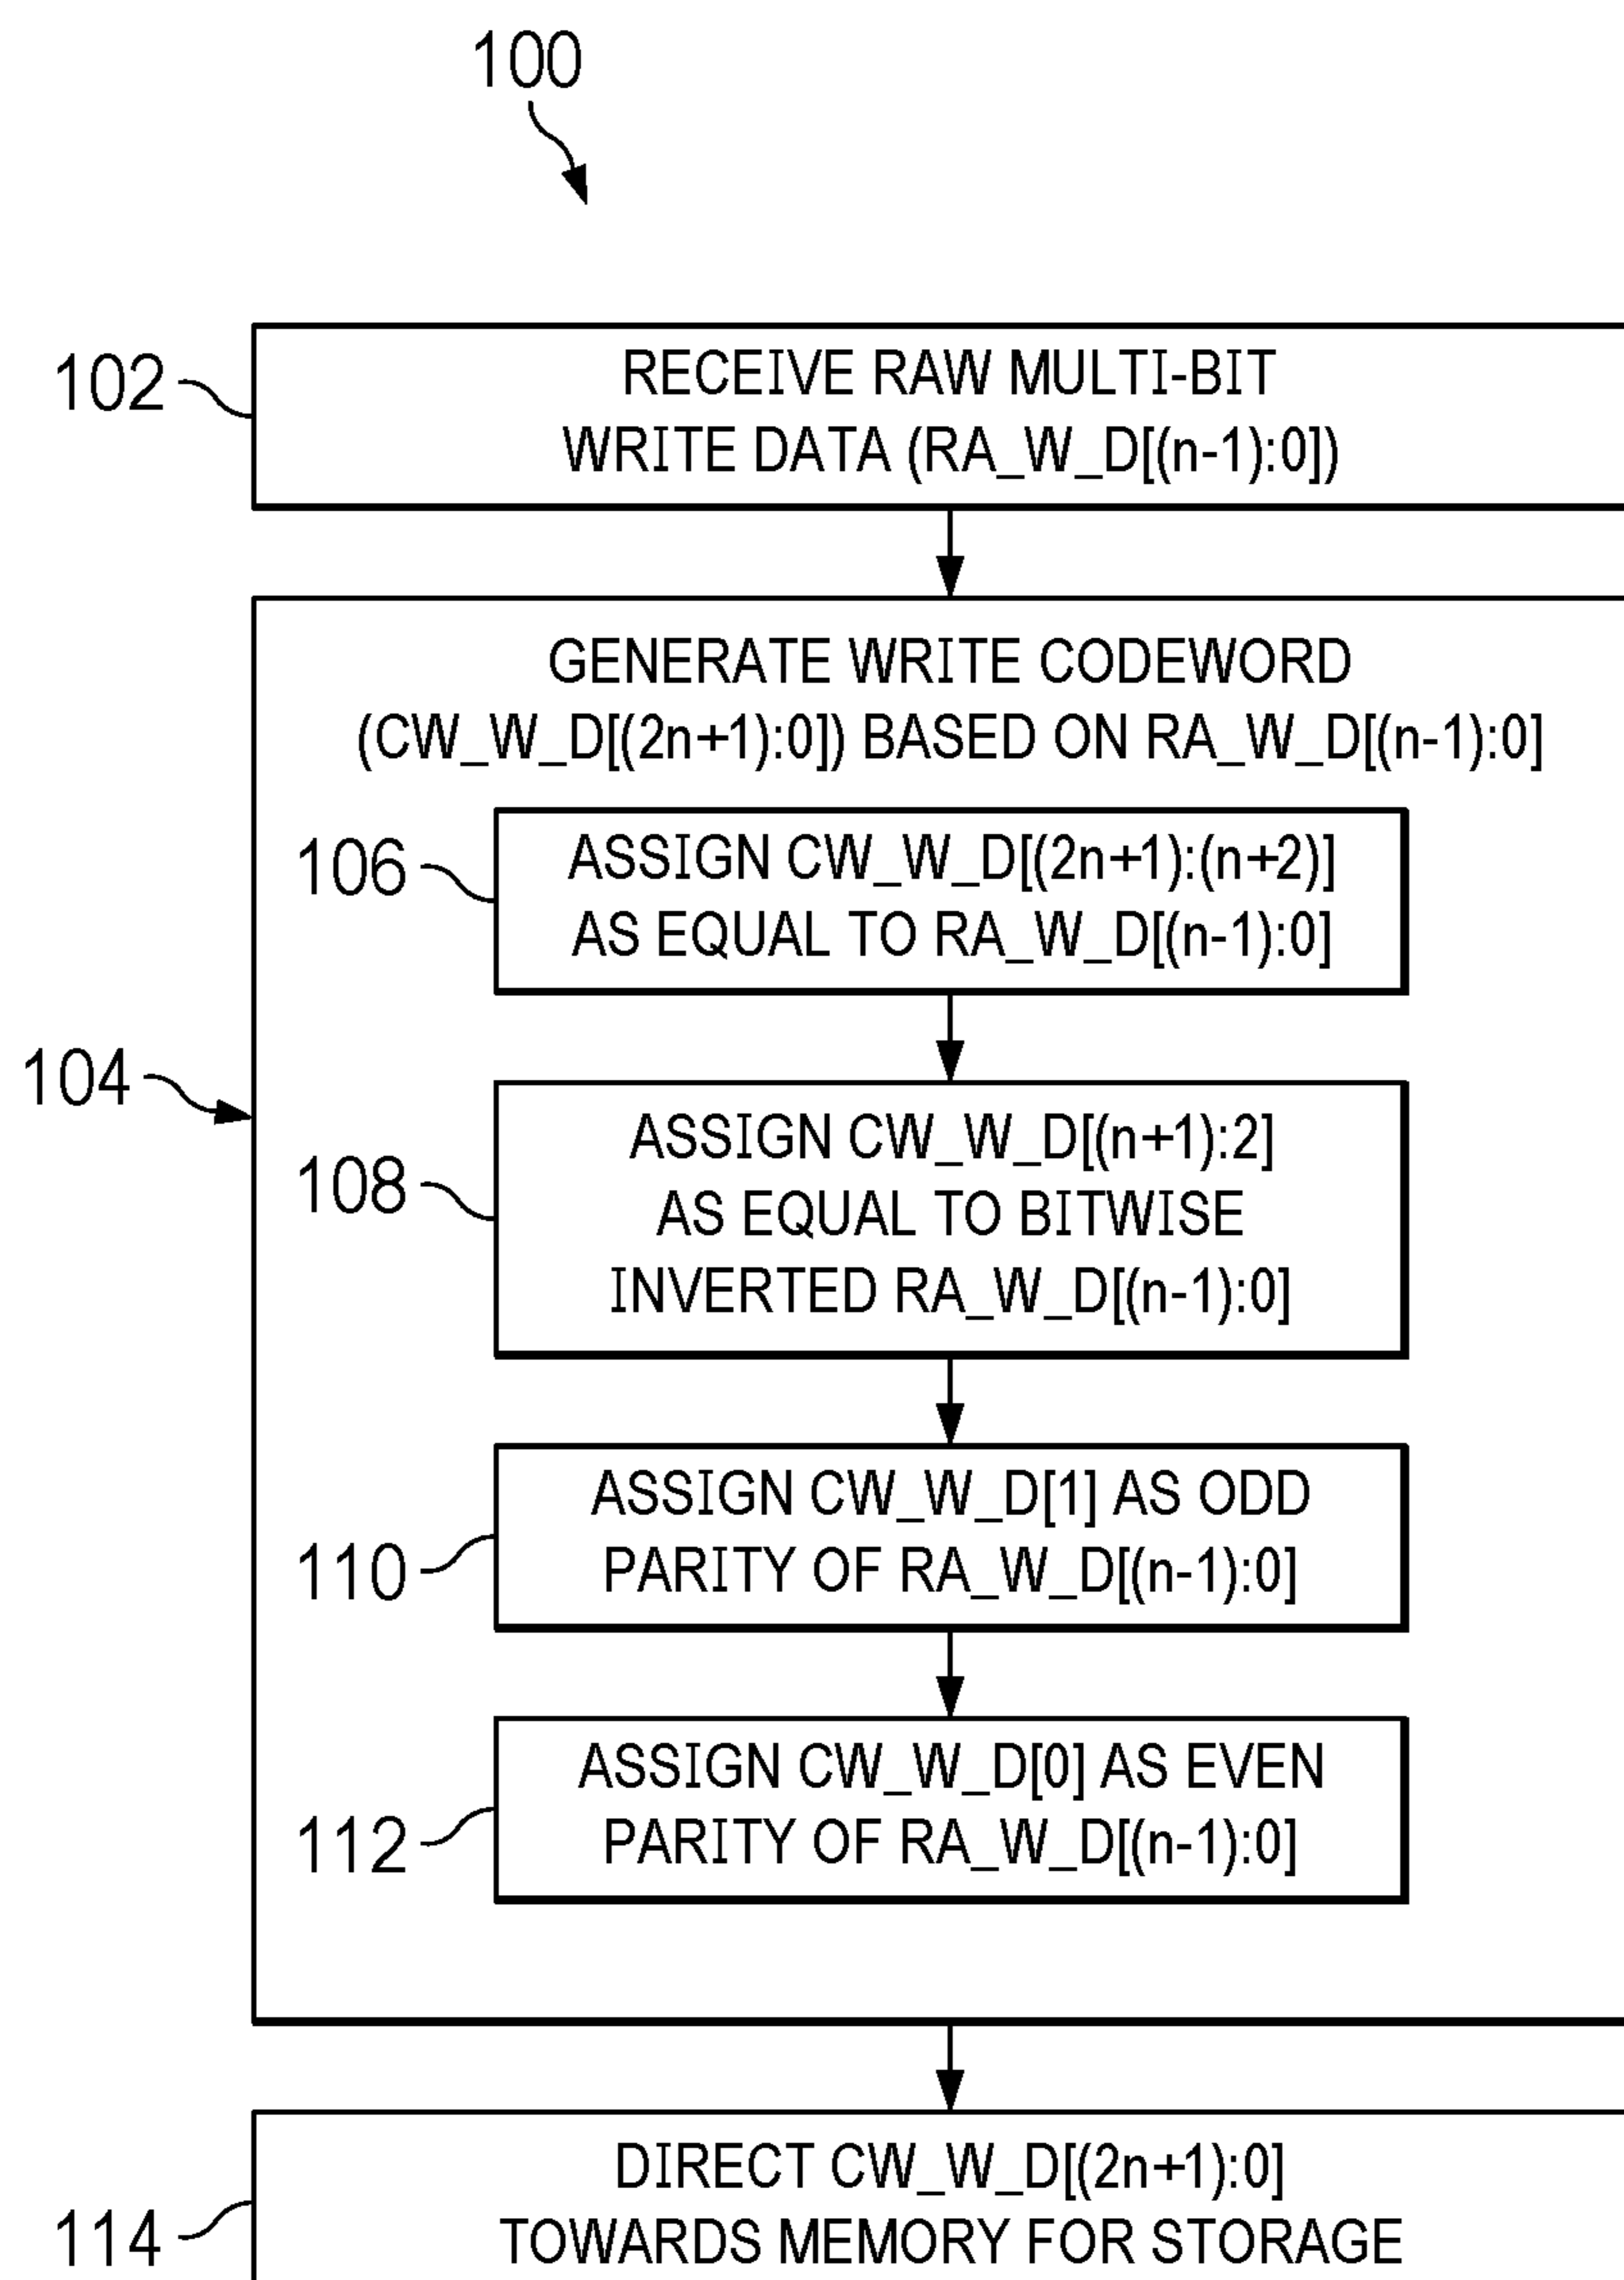 100
102
RECEIVE RAW MULTI-BIT
WRITE DATA (RA_W_D[(n-1):0])
104
GENERATE WRITE CODEWORD
(CW_W_D[(2n+1):0]) BASED ON RA_W_D[(n-1):0]
106
ASSIGN CW_W_D[(2n+1):(n+2)]
AS EQUAL TO RA_W_D[(n-1):0]
108
ASSIGN CW_W_D[(n+1):2]
AS EQUAL TO BITWISE
INVERTED RA_W_D[(n-1):0]
110
ASSIGN CW_W_D[1] AS ODD
PARITY OF RA_W_D[(n-1):0]
112
ASSIGN CW_W_D[0] AS EVEN
PARITY OF RA_W_D[(n-1):0]
114
DIRECT CW_W_D[(2n+1):0]
TOWARDS MEMORY FOR STORAGE